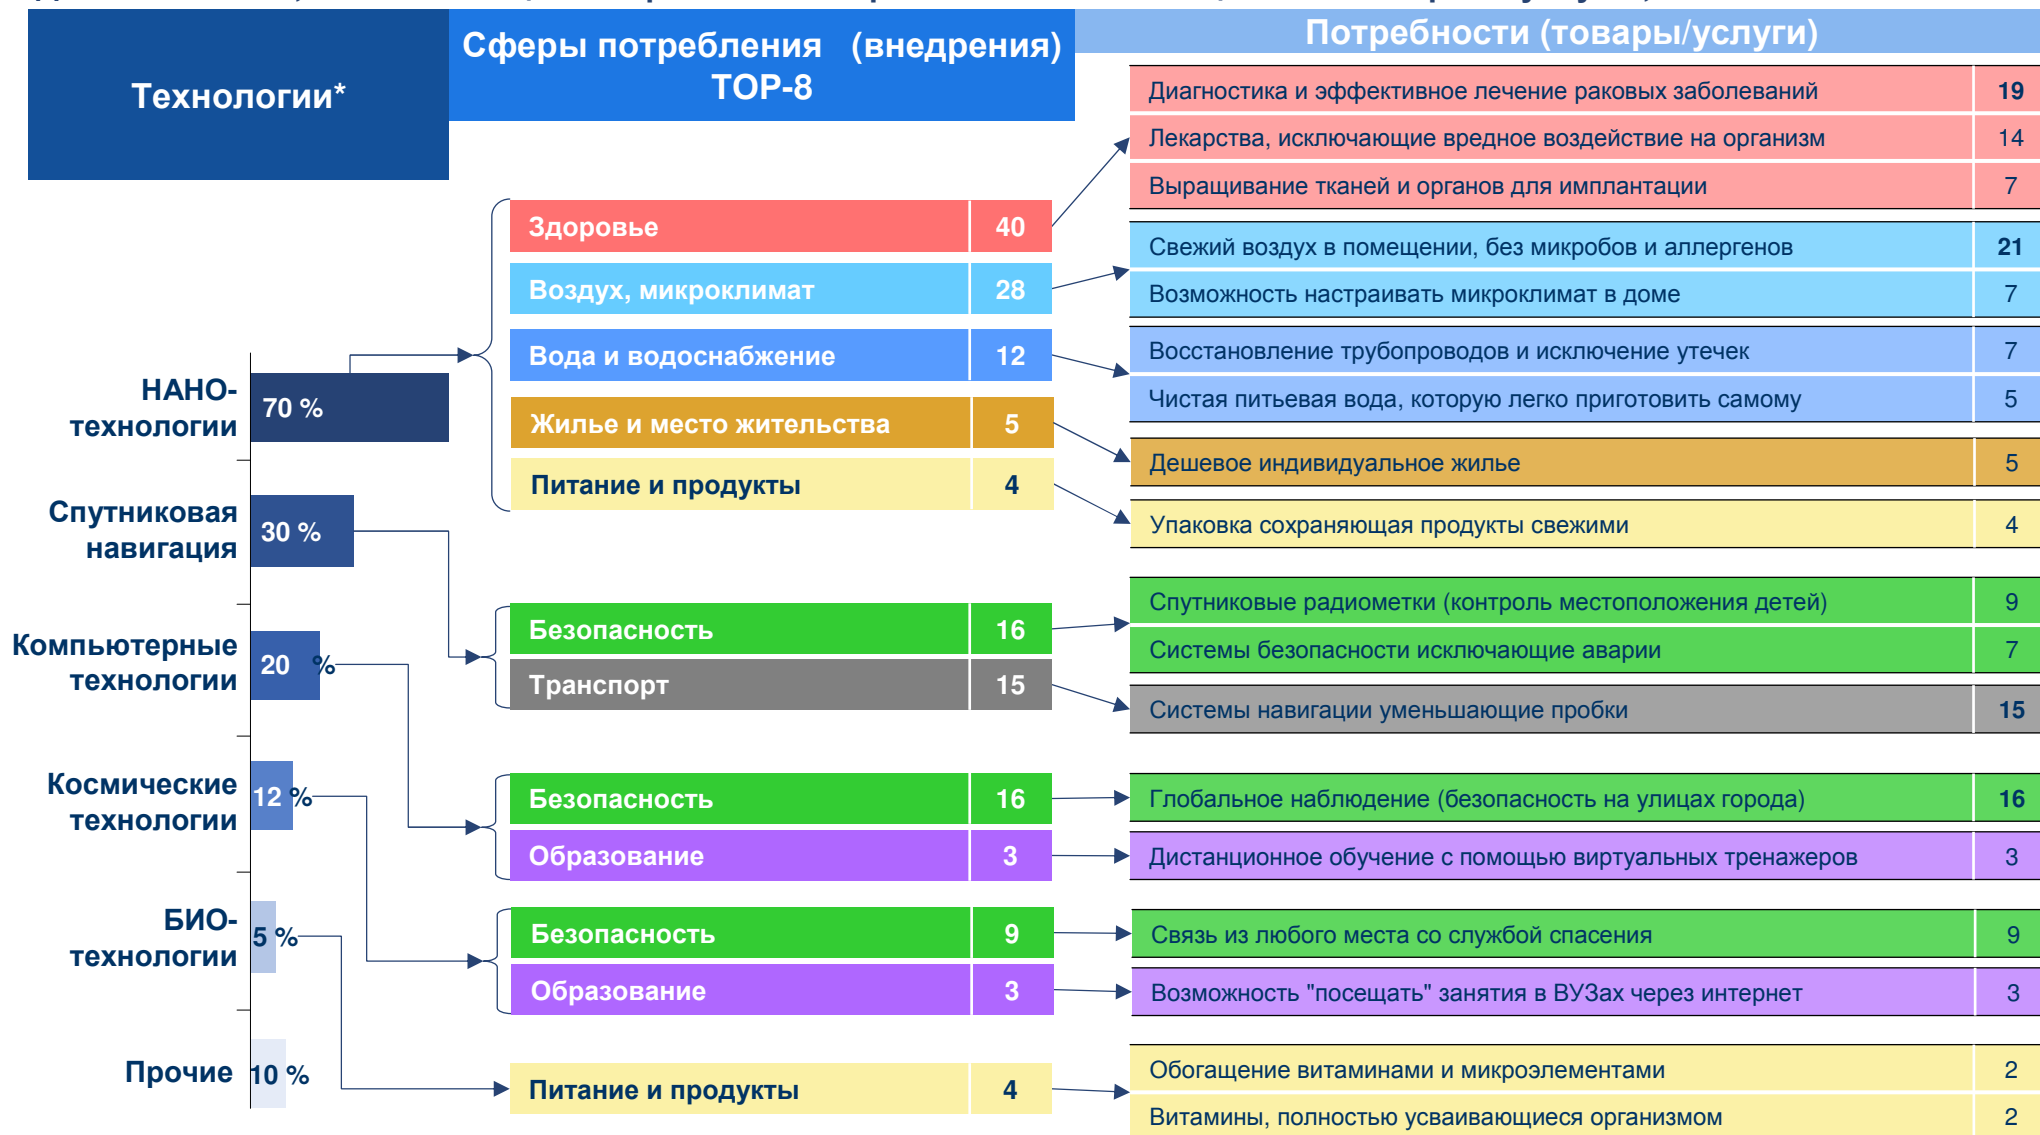 Технологии*
Сферы потребления (внедрения)
TOP-8
Потребности (товары/услуги)
НАНО-
технологии
70 %
Спутниковая
навигация
30 %
Компьютерные
технологии
20 %
Космические
технологии
12 %
БИО-
технологии
5 %
Прочие
10 %
Здоровье 40
Воздух, микроклимат 28
Вода и водоснабжение 12
Жилье и место жительства 5
Питание и продукты 4
Безопасность 16
Транспорт 15
Безопасность 16
Образование 3
Безопасность 9
Образование 3
Питание и продукты 4
Диагностика и эффективное лечение раковых заболеваний 19
Лекарства, исключающие вредное воздействие на организм 14
Выращивание тканей и органов для имплантации 7
Свежий воздух в помещении, без микробов и аллергенов 21
Возможность настраивать микроклимат в доме 7
Восстановление трубопроводов и исключение утечек 7
Чистая питьевая вода, которую легко приготовить самому 5
Дешевое индивидуальное жилье 5
Упаковка сохраняющая продукты свежими 4
Спутниковые радиометки (контроль местоположения детей) 9
Системы безопасности исключающие аварии 7
Системы навигации уменьшающие пробки 15
Глобальное наблюдение (безопасность на улицах города) 16
Дистанционное обучение с помощью виртуальных тренажеров 3
Связь из любого места со службой спасения 9
Возможность "посещать" занятия в ВУЗах через интернет 3
Обогащение витаминами и микроэлементами 2
Витамины, полностью усваивающиеся организмом 2